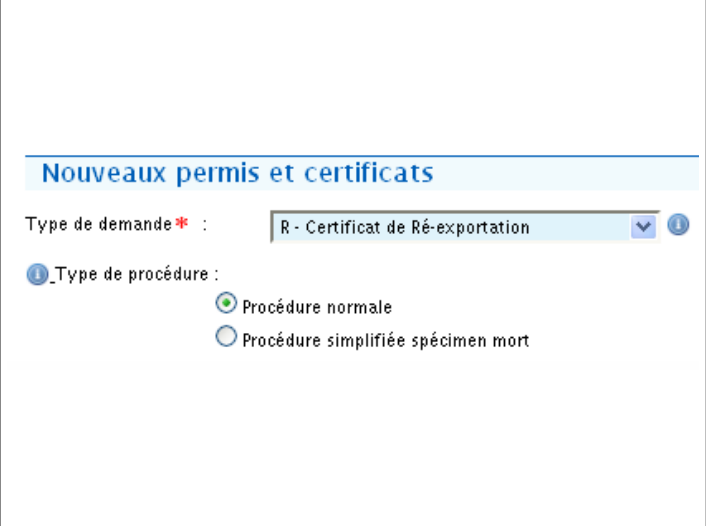 Nouveaux permis et certificats
Type de demande * :
R - Certificat de Ré-exportation
Type de procédure :
Procédure normale
Procédure simplifiée spécimen mort